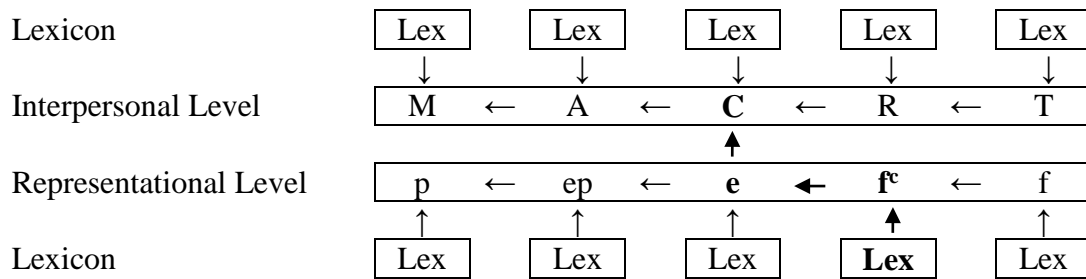 Lexicon Lex Lex Lex Lex Lex
↓ ↓ ↓ ↓ ↓
Interpersonal Level M ← A ← C ← R ← T
↑
Representational Level p ← ep ← e ← fᶜ ← f
↑ ↑ ↑ ↑ ↑
Lexicon Lex Lex Lex Lex Lex